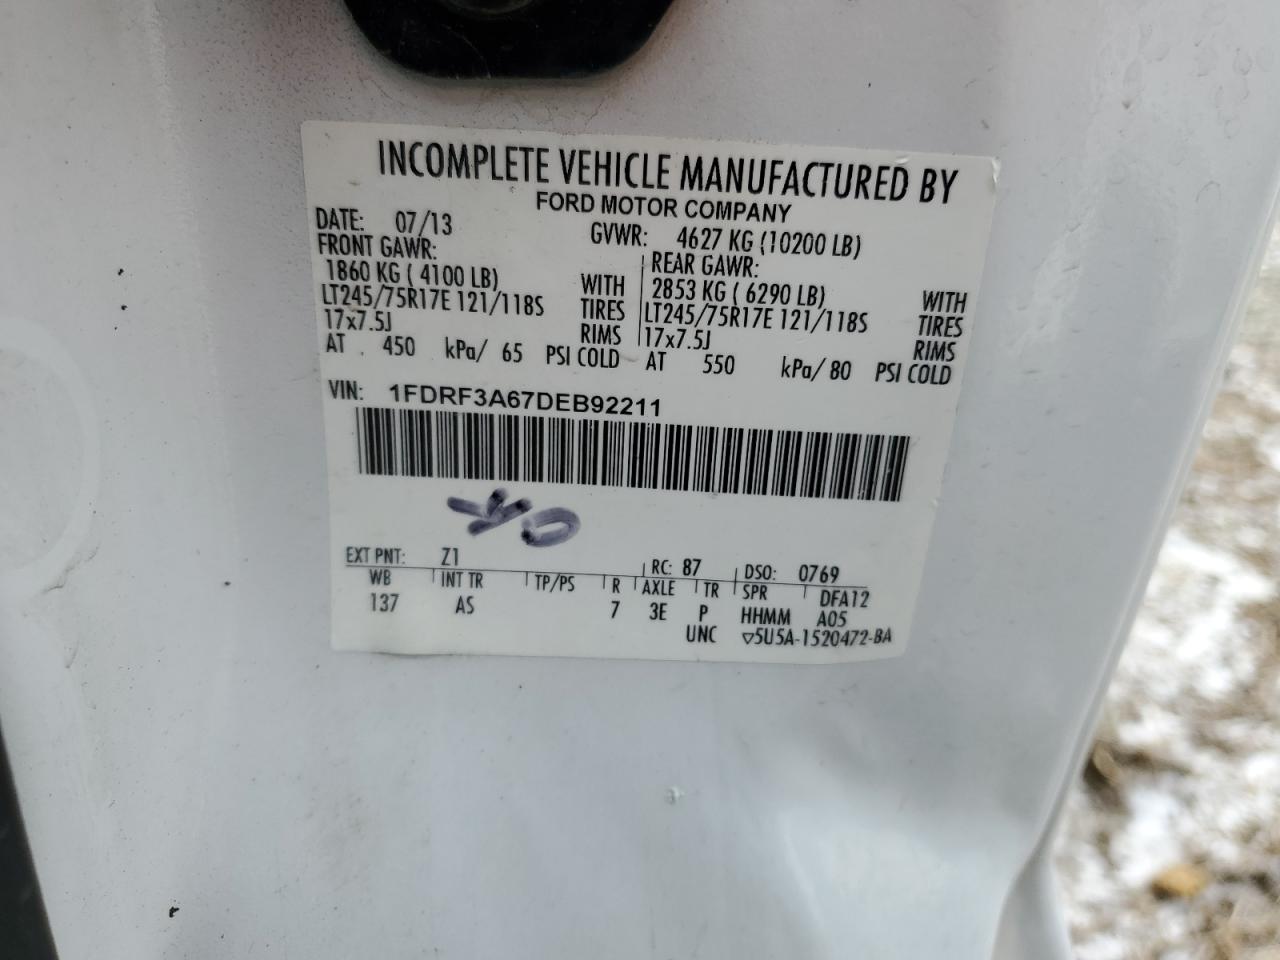 INCOMPLETE VEHICLE MANUFACTURED BY
FORD MOTOR COMPANY
DATE: 07/13 GVWR: 4627 KG (10200 LB)
FRONT GAWR: REAR GAWR:
1860 KG ( 4100 LB) WITH 2853 KG ( 6290 LB) WITH
LT245/75R17E 121/118S TIRES LT245/75R17E 121/118S TIRES
17x7.5J RIMS 17x7.5J RIMS
AT 450 kPa/ 65 PSI COLD AT 550 kPa/ 80 PSI COLD
VIN: 1FDRF3A67DEB92211
EXT PNT: Z1 RC: 87 DSO: 0769
WB INT TR TP/PS R AXLE TR SPR DFA12
137 AS 7 3E P HHMM A05
UNC ▽5U5A-1520472-BA